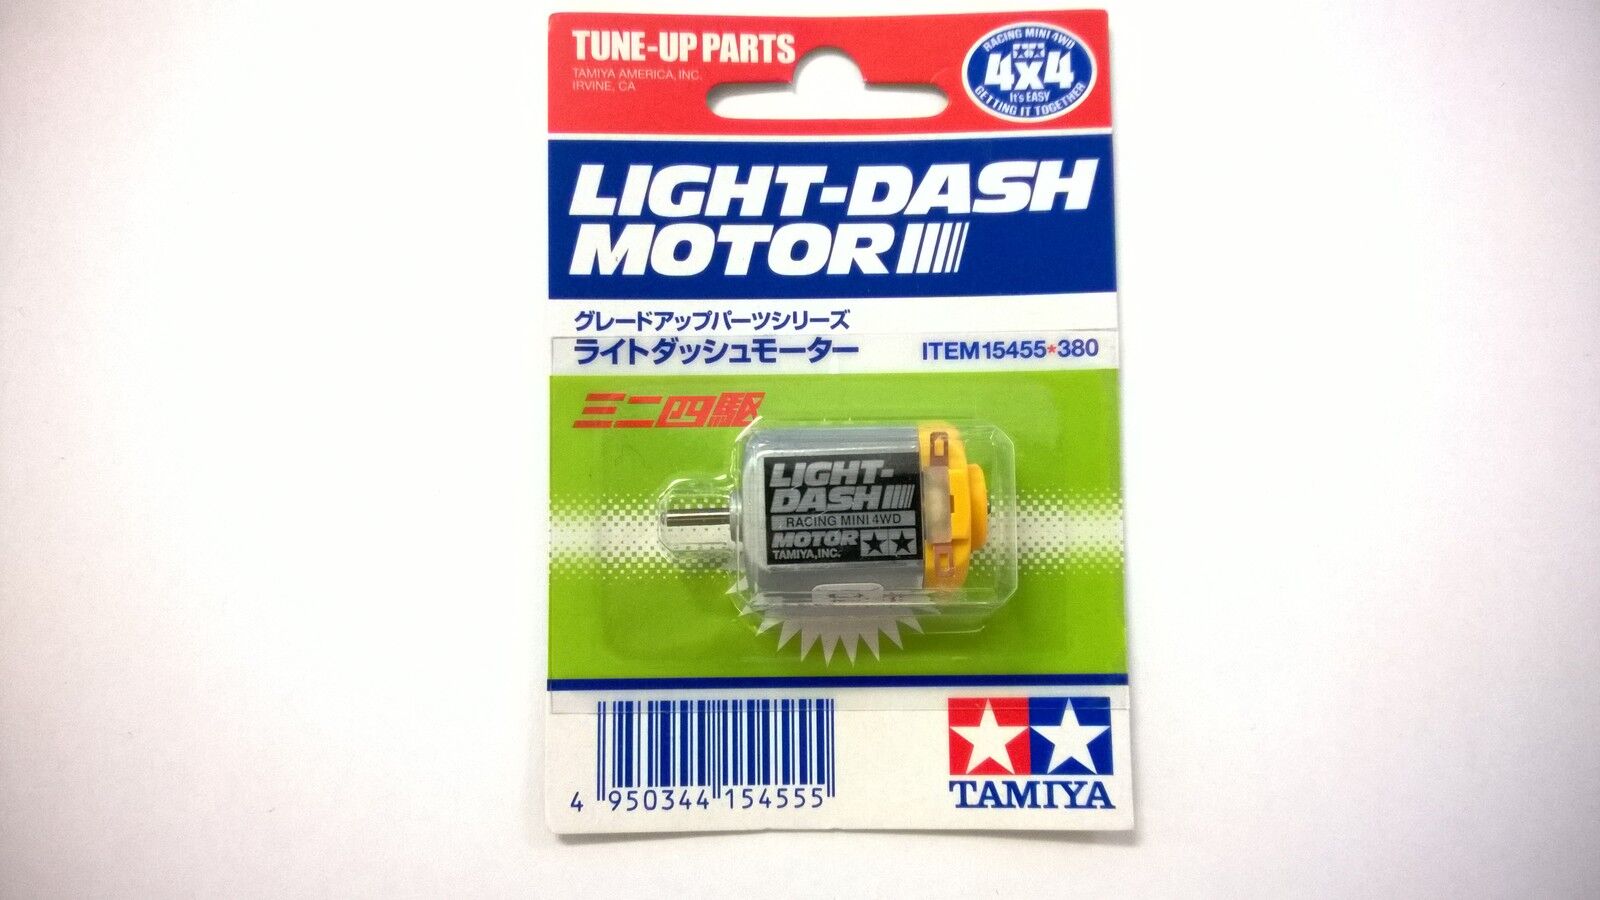 TUNE-UP PARTS
TAMIYA AMERICA, INC.
IRVINE, CA
RACING MINI 4WD
4x4
It's EASY
GETTING IT TOGETHER
LIGHT-DASH
MOTOR
グレードアップパーツシリーズ
ライトダッシュモーター
ITEM 15455★380
ミニ四駆
LIGHT-
DASH
RACING MINI 4WD
MOTOR
TAMIYA, INC.
4 950344 154555
TAMIYA